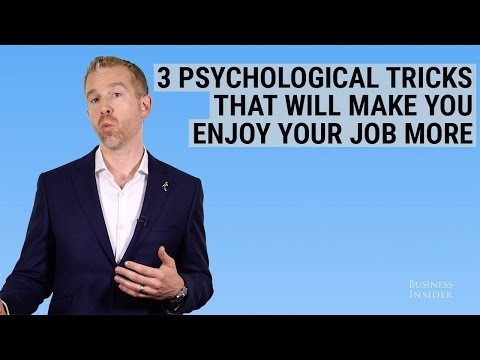 3 PSYCHOLOGICAL TRICKS
THAT WILL MAKE YOU
ENJOY YOUR JOB MORE
BUSINESS
INSIDER